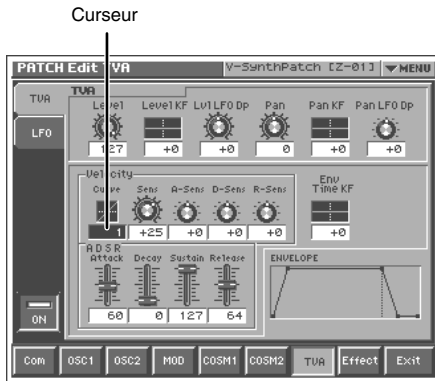 Curseur
PATCH Edit TVA V-SynthPatch [Z-01] ▼MENU
TVA
LFO
ON
TVA
Level Level KF Lvl LFO Dp Pan Pan KF Pan LFO Dp
127 +0 +0 0 +0 +0
Velocity
Curve Sens A-Sens D-Sens R-Sens
1 +25 +0 +0 +0
Env
Time KF
+0
ADSR
Attack Decay Sustain Release
60 0 127 64
ENVELOPE
Com OSC1 OSC2 MOD COSM1 COSM2 TVA Effect Exit